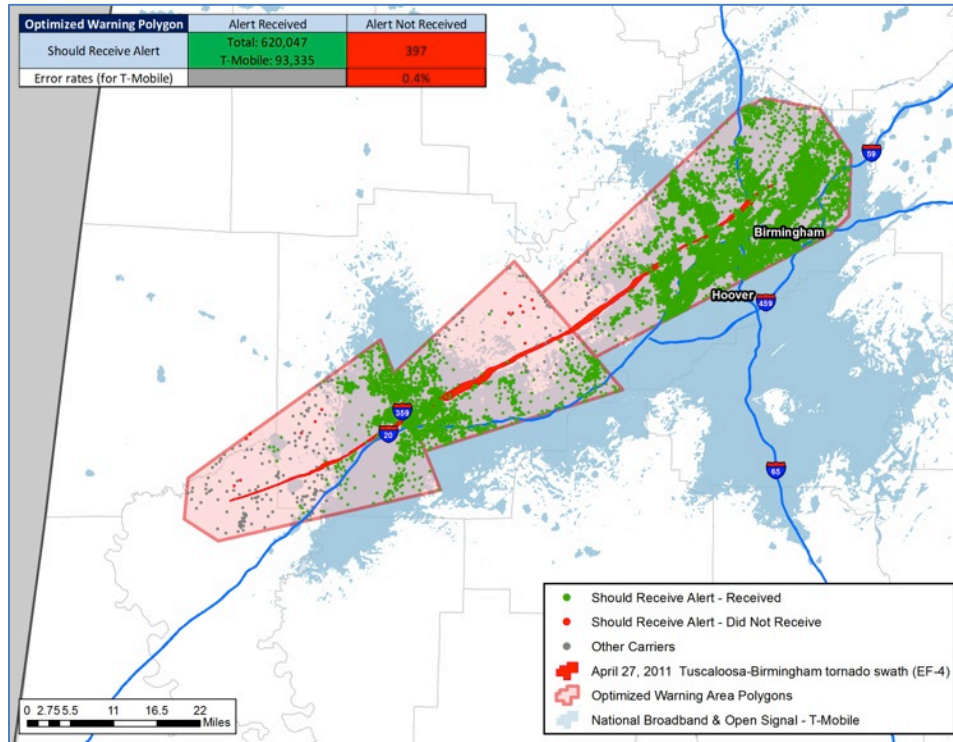 Optimized Warning Polygon Alert Received Alert Not Received
Should Receive Alert Total: 620,047 397
T-Mobile: 93,335
Error rates (for T-Mobile) 0.4%
59
Birmingham
Hoover
459
359
20
65
Should Receive Alert - Received
Should Receive Alert - Did Not Receive
Other Carriers
April 27, 2011 Tuscaloosa-Birmingham tornado swath (EF-4)
Optimized Warning Area Polygons
National Broadband & Open Signal - T-Mobile
0 2.75 5.5 11 16.5 22
Miles